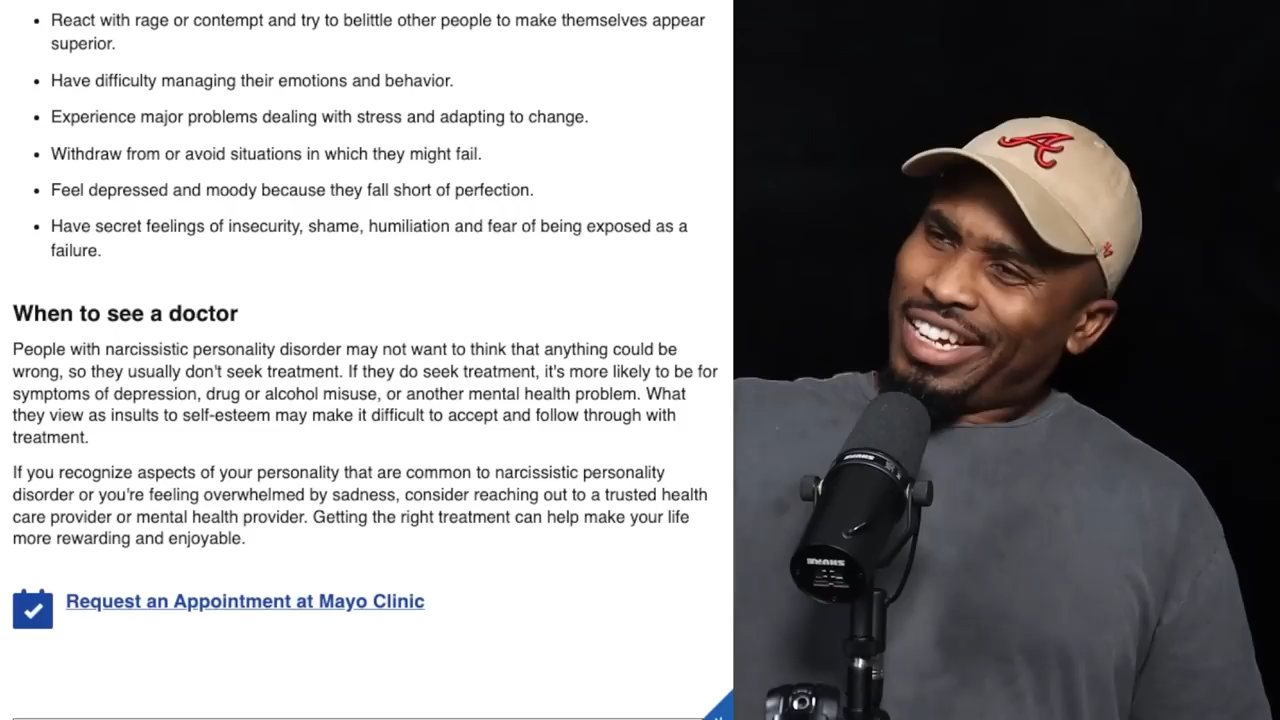 • React with rage or contempt and try to belittle other people to make themselves appear
superior.
• Have difficulty managing their emotions and behavior.
• Experience major problems dealing with stress and adapting to change.
• Withdraw from or avoid situations in which they might fail.
• Feel depressed and moody because they fall short of perfection.
• Have secret feelings of insecurity, shame, humiliation and fear of being exposed as a
failure.
When to see a doctor
People with narcissistic personality disorder may not want to think that anything could be
wrong, so they usually don't seek treatment. If they do seek treatment, it's more likely to be for
symptoms of depression, drug or alcohol misuse, or another mental health problem. What
they view as insults to self-esteem may make it difficult to accept and follow through with
treatment.
If you recognize aspects of your personality that are common to narcissistic personality
disorder or you're feeling overwhelmed by sadness, consider reaching out to a trusted health
care provider or mental health provider. Getting the right treatment can help make your life
more rewarding and enjoyable.
Request an Appointment at Mayo Clinic
A
SHURE
SHURE